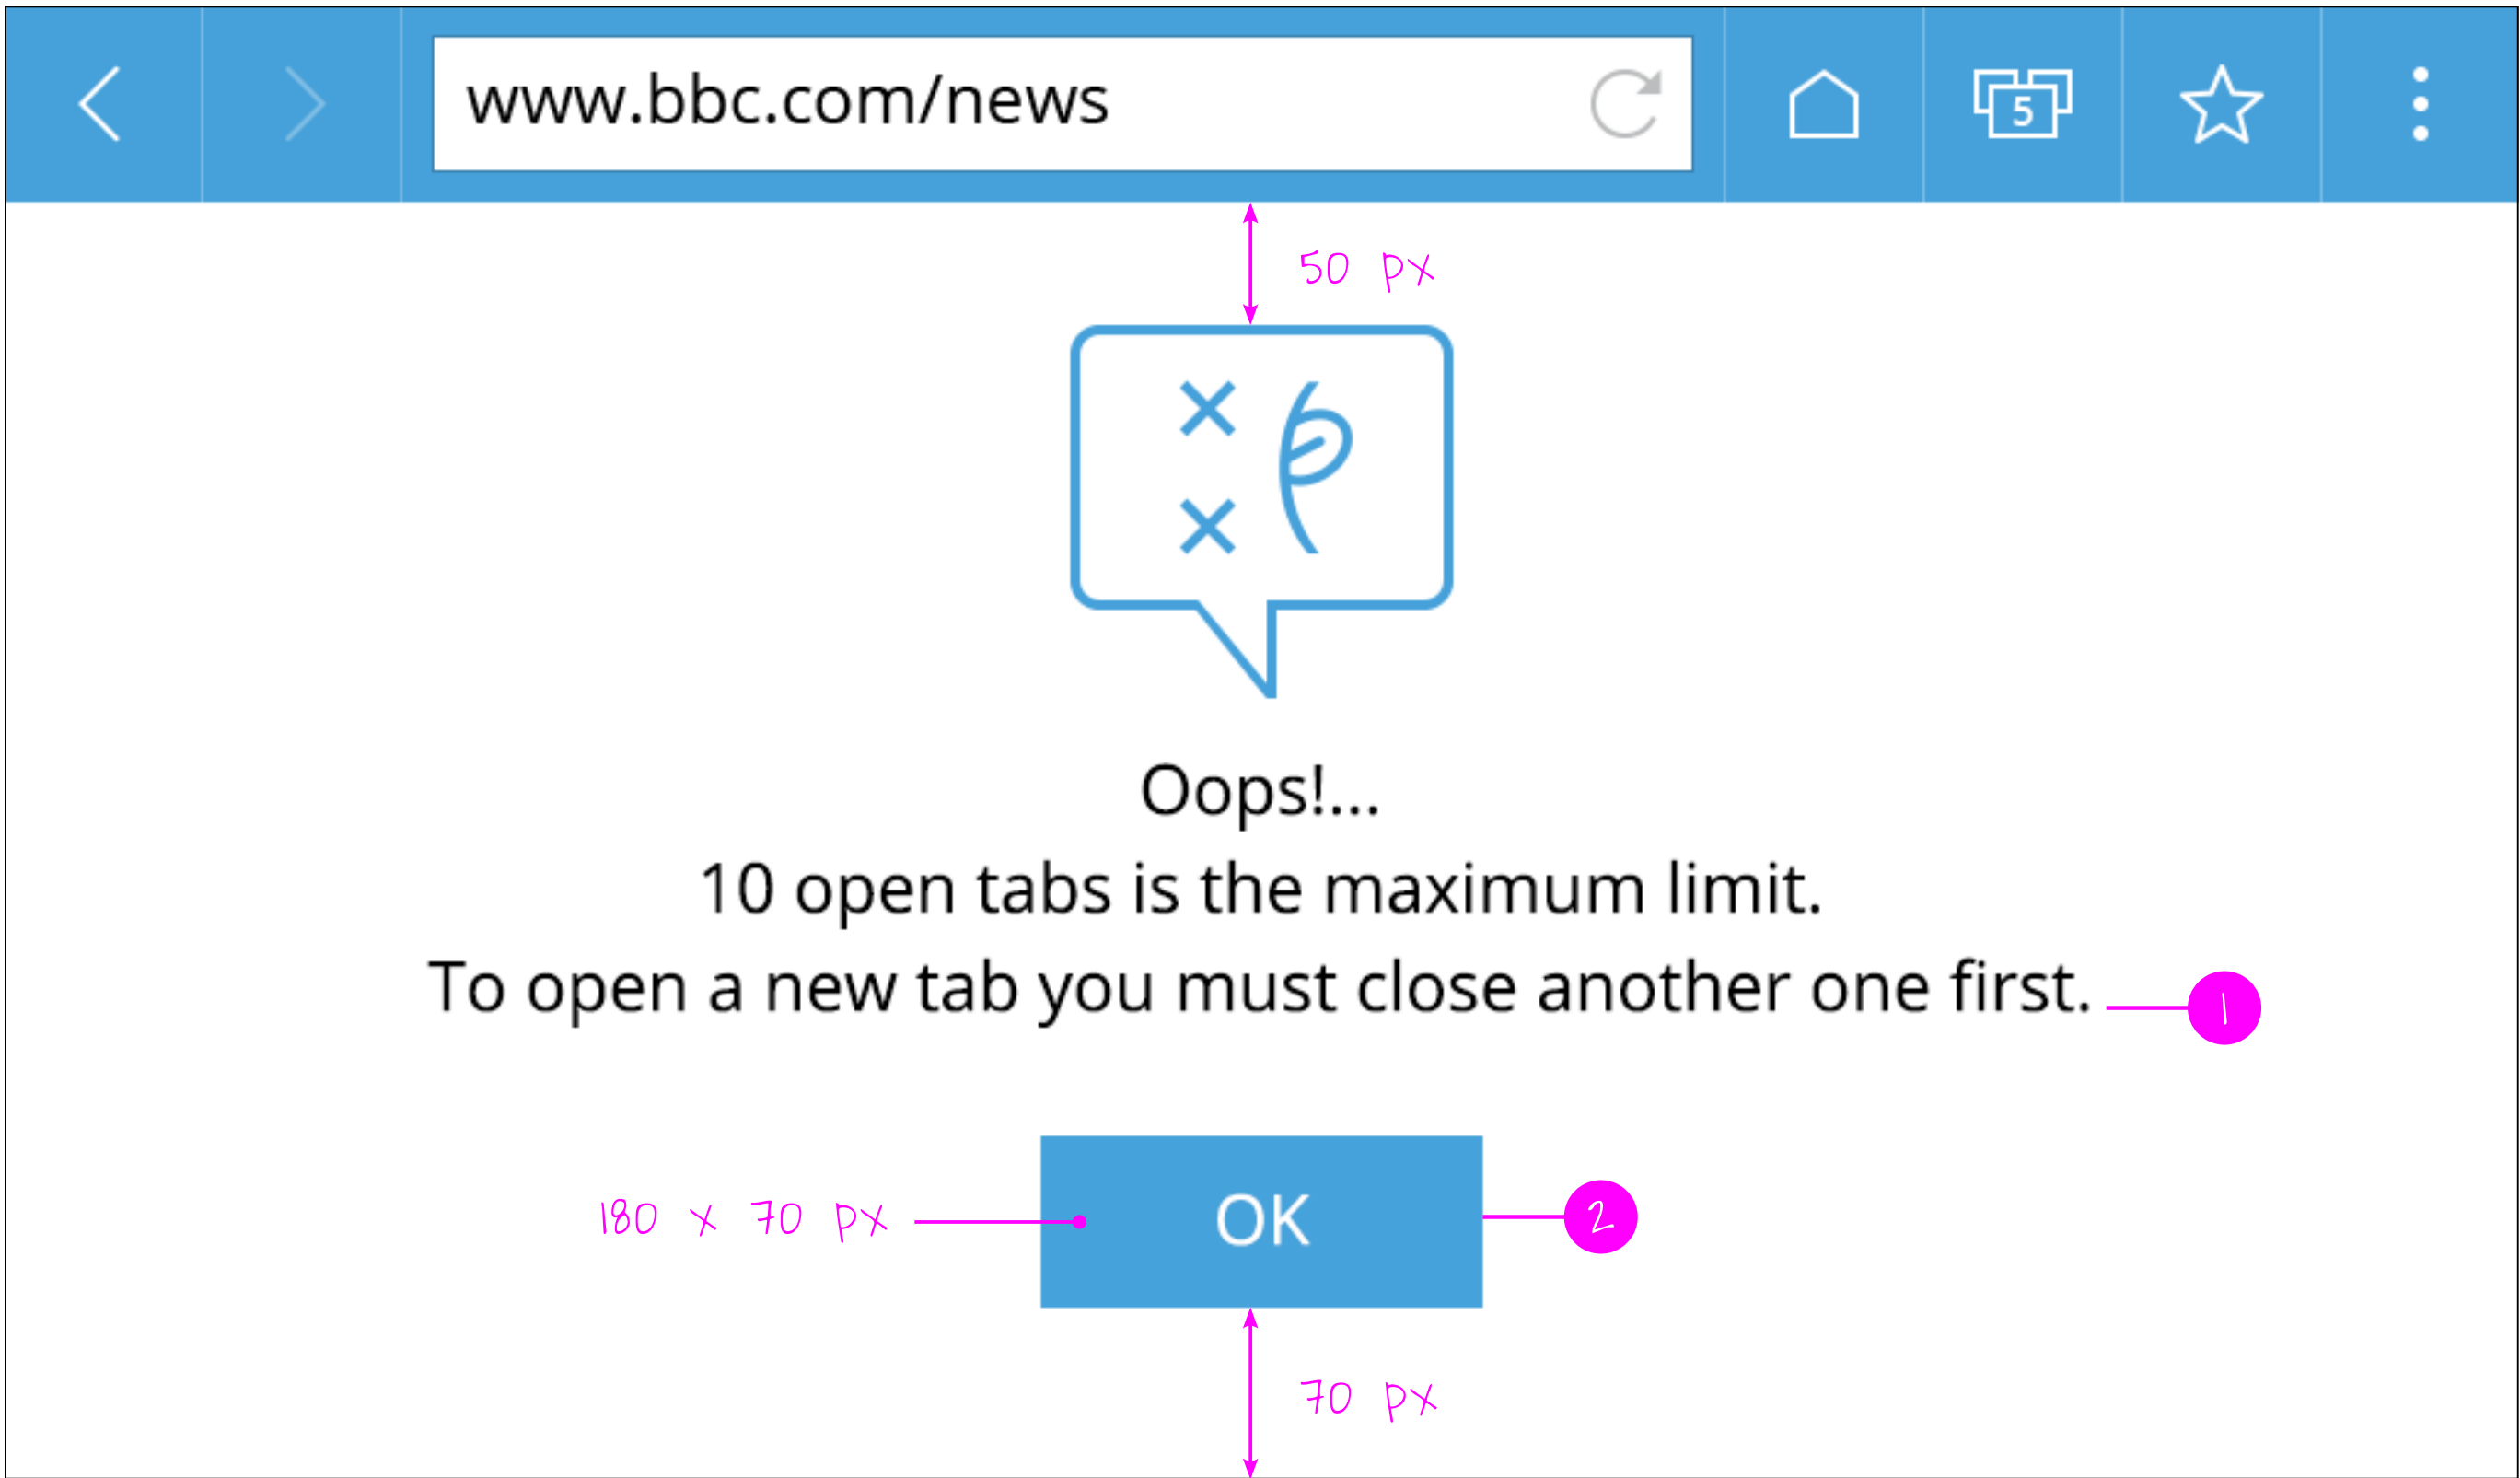 www.bbc.com/news
5
50 px
Oops!...
10 open tabs is the maximum limit.
To open a new tab you must close another one first.
1
180 x 70 px
OK
2
70 px